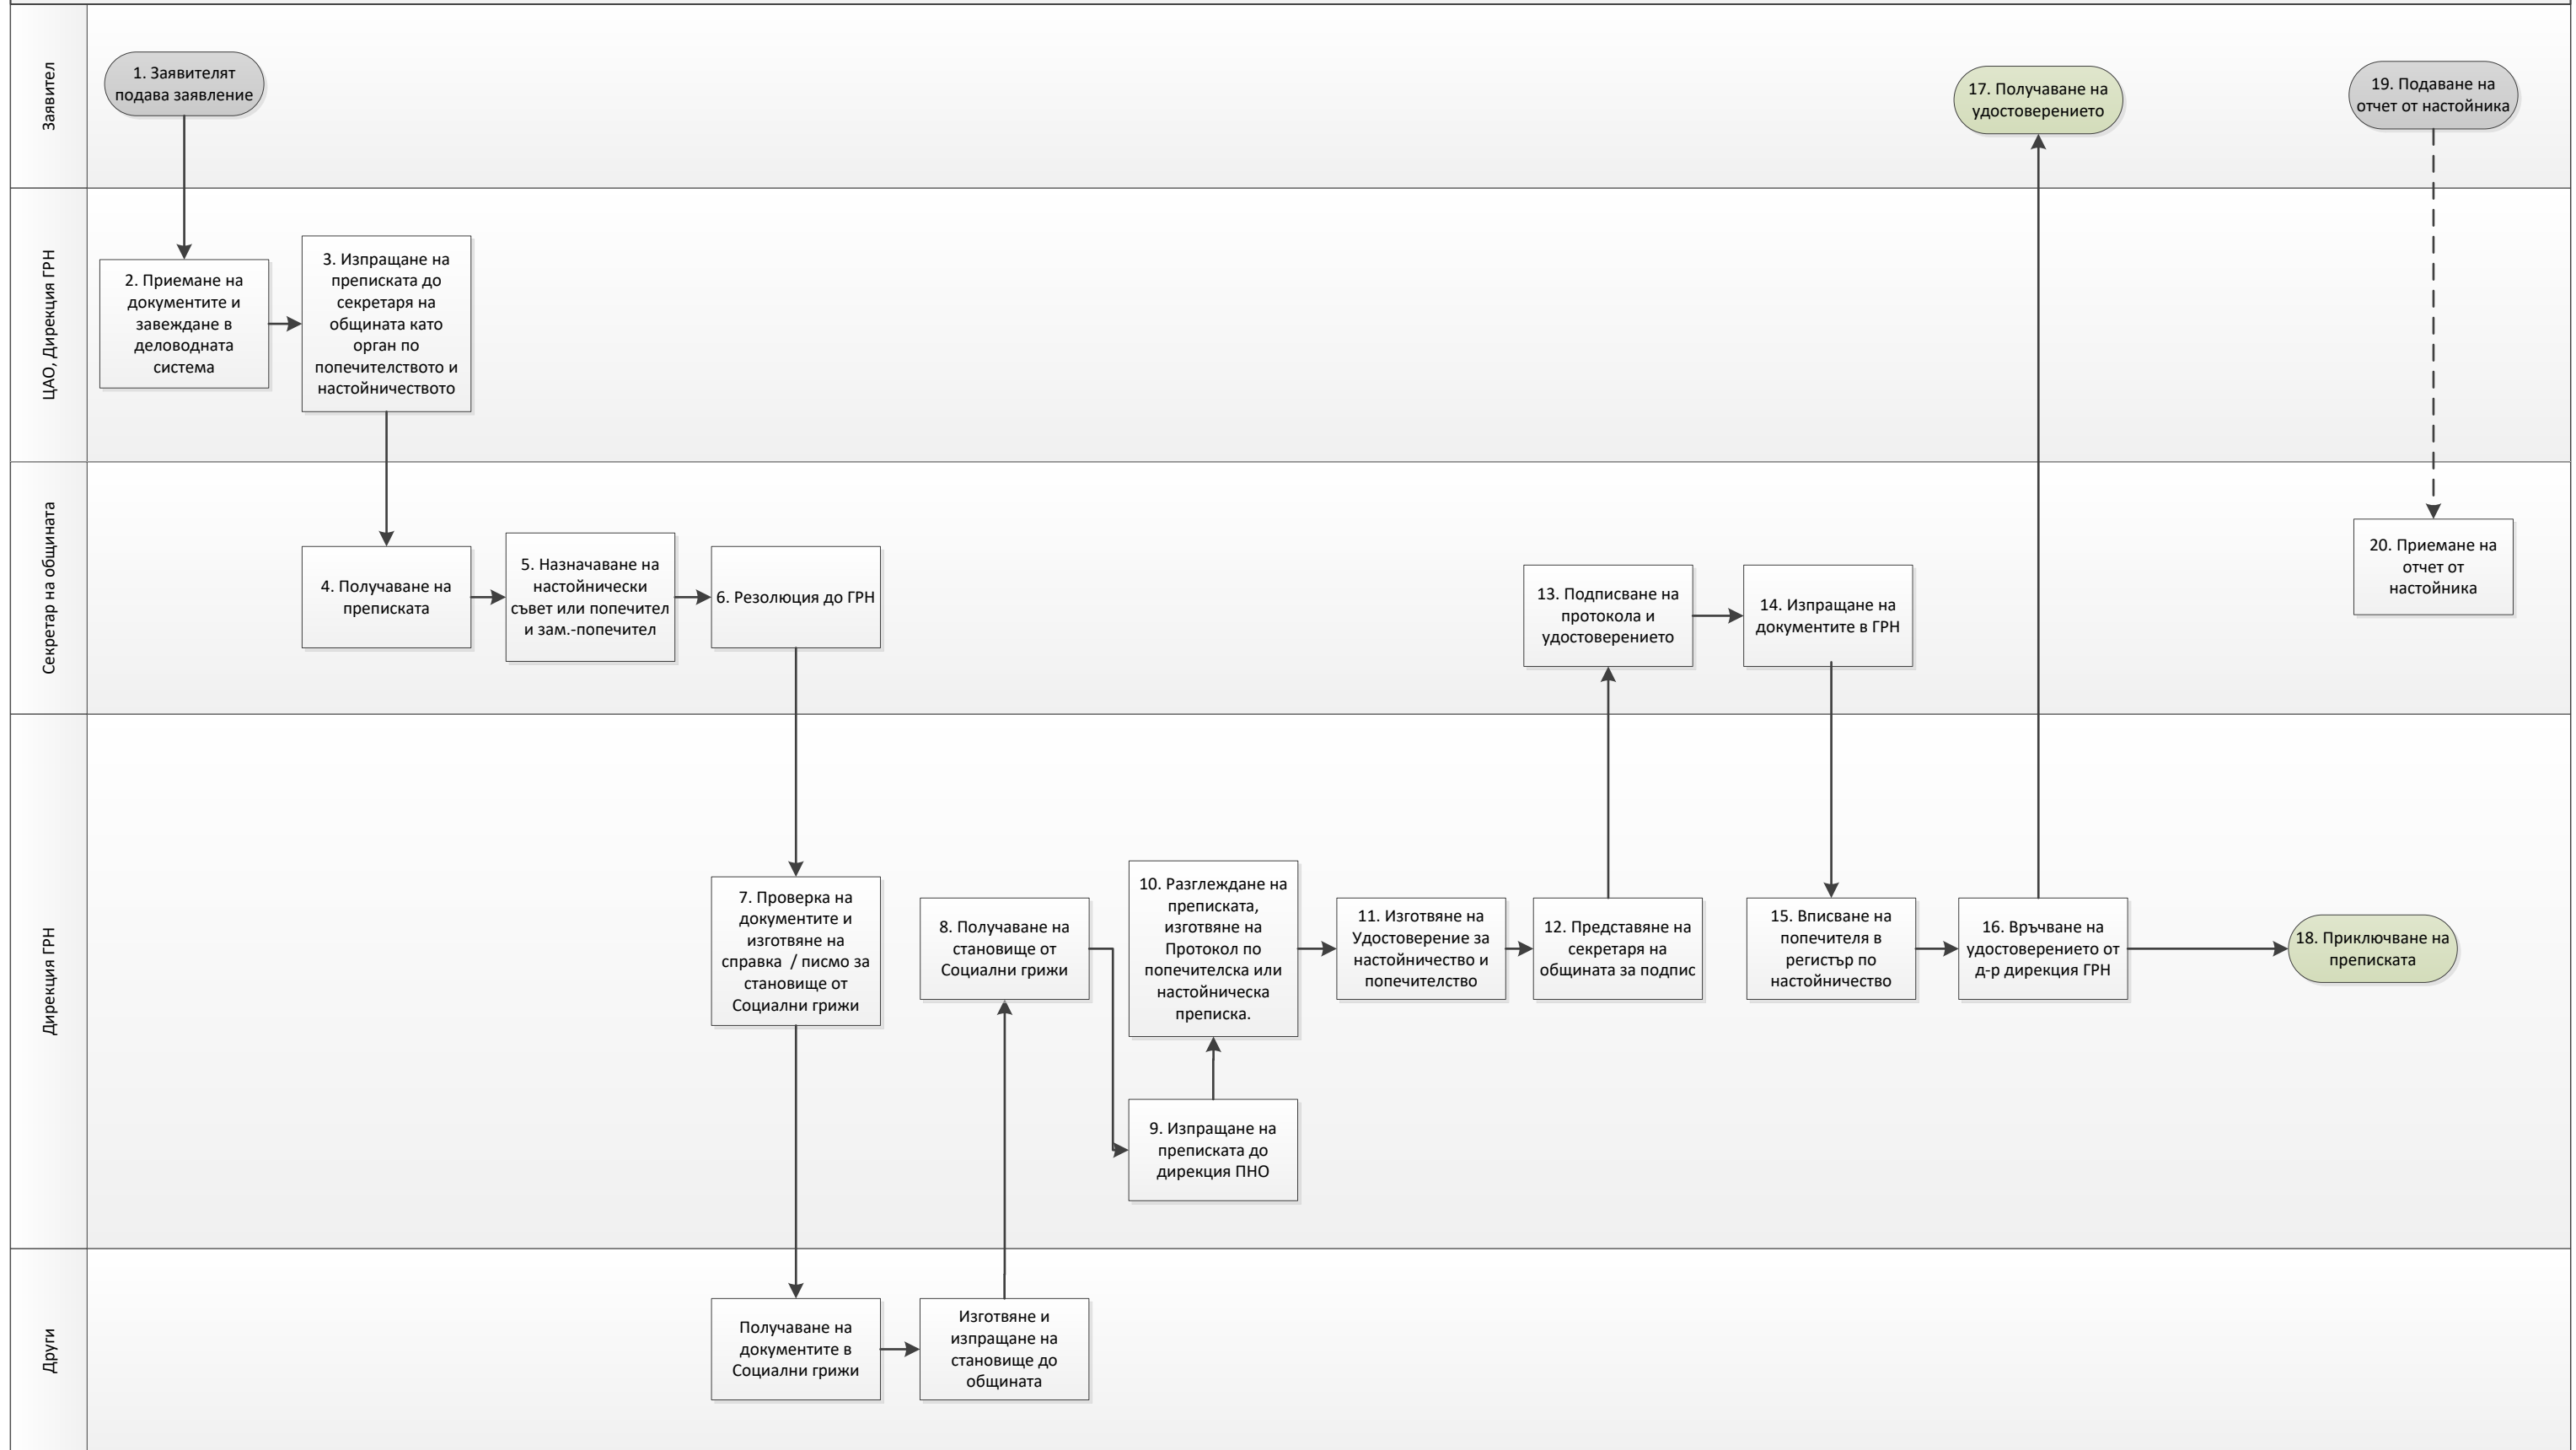 Заявител
1. Заявителят
подава заявление
17. Получаване на
удостоверението
19. Подаване на
отчет от настойника
ЦАО, Дирекция ГРН
2. Приемане на
документите и
завеждане в
деловодната
система
3. Изпращане на
преписката до
секретаря на
общината като
орган по
попечителството и
настойничеството
Секретар на общината
4. Получаване на
преписката
5. Назначаване на
настойнически
съвет или попечител
и зам.-попечител
6. Резолюция до ГРН
13. Подписване на
протокола и
удостоверението
14. Изпращане на
документите в ГРН
20. Приемане на
отчет от
настойника
Дирекция ГРН
7. Проверка на
документите и
изготвяне на
справка / писмо за
становище от
Социални грижи
8. Получаване на
становище от
Социални грижи
9. Изпращане на
преписката до
дирекция ПНО
10. Разглеждане на
преписката,
изготвяне на
Протокол по
попечителска или
настойническа
преписка.
11. Изготвяне на
Удостоверение за
настойничество и
попечителство
12. Представяне на
секретаря на
общината за подпис
15. Вписване на
попечителя в
регистър по
настойничество
16. Връчване на
удостоверението от
д-р дирекция ГРН
18. Приключване на
преписката
Други
Получаване на
документите в
Социални грижи
Изготвяне и
изпращане на
становище до
общината